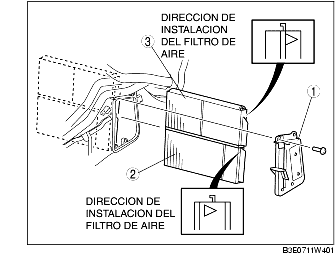 DIRECCION DE
INSTALACION
DEL FILTRO DE
AIRE
3
1
2
DIRECCION DE
INSTALACION DEL
FILTRO DE AIRE
B3E0711W401